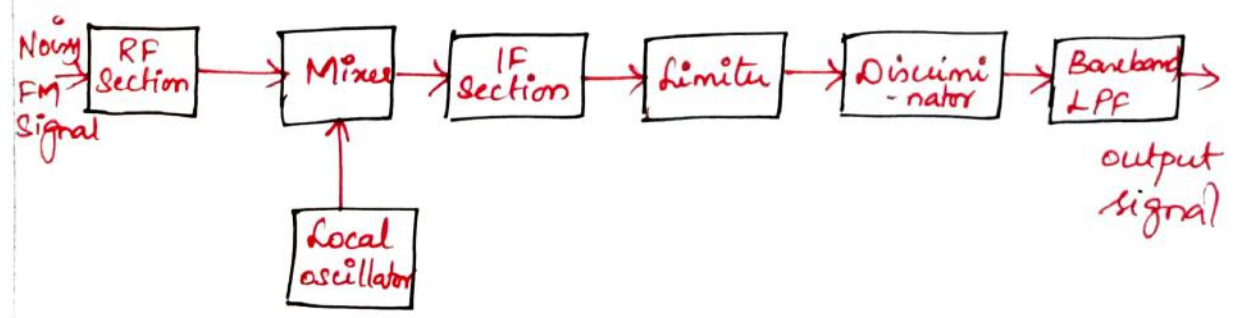 Noisy
FM
Signal
RF
Section
Mixer
IF
Section
Limiter
Discrimi
-nator
Baseband
LPF
output
signal
Local
oscillator